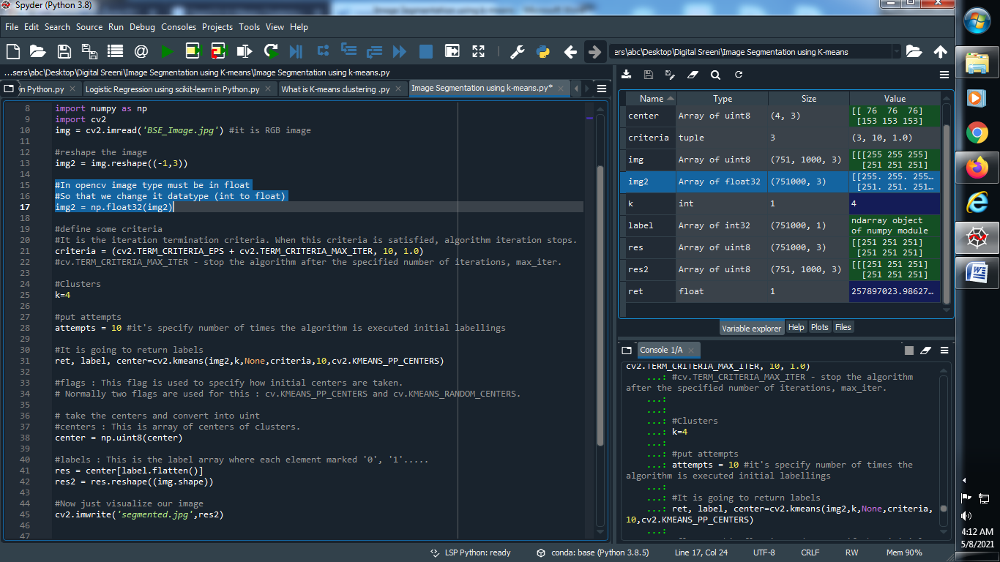 Spyder (Python 3.8)
File Edit Search Source Run Debug Consoles Projects Tools View Help
ers\abc\Desktop\Digital Sreeni\Image Segmentation using K-means
...sers\abc\Desktop\Digital Sreeni\Image Segmentation using K-means\Image Segmentation using k-means.py
in Python.py Logistic Regression using scikit-learn in Python.py What is K-means clustering .py Image Segmentation using k-means.py*
8 import numpy as np
9 import cv2
10 img = cv2.imread('BSE_Image.jpg') #it is RGB image
11
12 #reshape the image
13 img2 = img.reshape((-1,3))
14
15 #In opencv image type must be in float
16 #So that we change it datatype (int to float)
17 img2 = np.float32(img2)
18
19 #define some criteria
20 #It is the iteration termination criteria. When this criteria is satisfied, algorithm iteration stops.
21 criteria = (cv2.TERM_CRITERIA_EPS + cv2.TERM_CRITERIA_MAX_ITER, 10, 1.0)
22 #cv.TERM_CRITERIA_MAX_ITER - stop the algorithm after the specified number of iterations, max_iter.
23
24 #Clusters
25 k=4
26
27 #put attempts
28 attempts = 10 #it's specify number of times the algorithm is executed initial labellings
29
30 #It is going to return labels
31 ret, label, center=cv2.kmeans(img2,k,None,criteria,10,cv2.KMEANS_PP_CENTERS)
32
33 #flags : This flag is used to specify how initial centers are taken.
34 # Normally two flags are used for this : cv.KMEANS_PP_CENTERS and cv.KMEANS_RANDOM_CENTERS.
35
36 # take the centers and convert into uint
37 #centers : This is array of centers of clusters.
38 center = np.uint8(center)
39
40 #labels : This is the label array where each element marked '0', '1'.....
41 res = center[label.flatten()]
42 res2 = res.reshape((img.shape))
43
44 #Now just visualize our image
45 cv2.imwrite('segmented.jpg',res2)
46
47
Name Type Size Value
center Array of uint8 (4, 3) [[ 76 76 76]
[153 153 153]
criteria tuple 3 (3, 10, 1.0)
img Array of uint8 (751, 1000, 3) [[[255 255 255]
[251 251 251]
img2 Array of float32 (751000, 3) [[255. 255. 255…
[251. 251. 251…
k int 1 4
label Array of int32 (751000, 1) ndarray object
of numpy module
res Array of uint8 (751000, 3) [[251 251 251]
[251 251 251]
res2 Array of uint8 (751, 1000, 3) [[[251 251 251]
[251 251 251]
ret float 1 257897023.98627…
Variable explorer Help Plots Files
Console 1/A
cv2.TERM_CRITERIA_MAX_ITER, 10, 1.0)
...: #cv.TERM_CRITERIA_MAX_ITER - stop the algorithm
after the specified number of iterations, max_iter.
...:
...:
...: #Clusters
...: k=4
...:
...: #put attempts
...: attempts = 10 #it's specify number of times the
algorithm is executed initial labellings
...:
...: #It is going to return labels
...: ret, label, center=cv2.kmeans(img2,k,None,criteria,
10,cv2.KMEANS_PP_CENTERS)
...:
LSP Python: ready conda: base (Python 3.8.5) Line 17, Col 24 UTF-8 CRLF RW Mem 90%
4:12 AM
5/8/2021